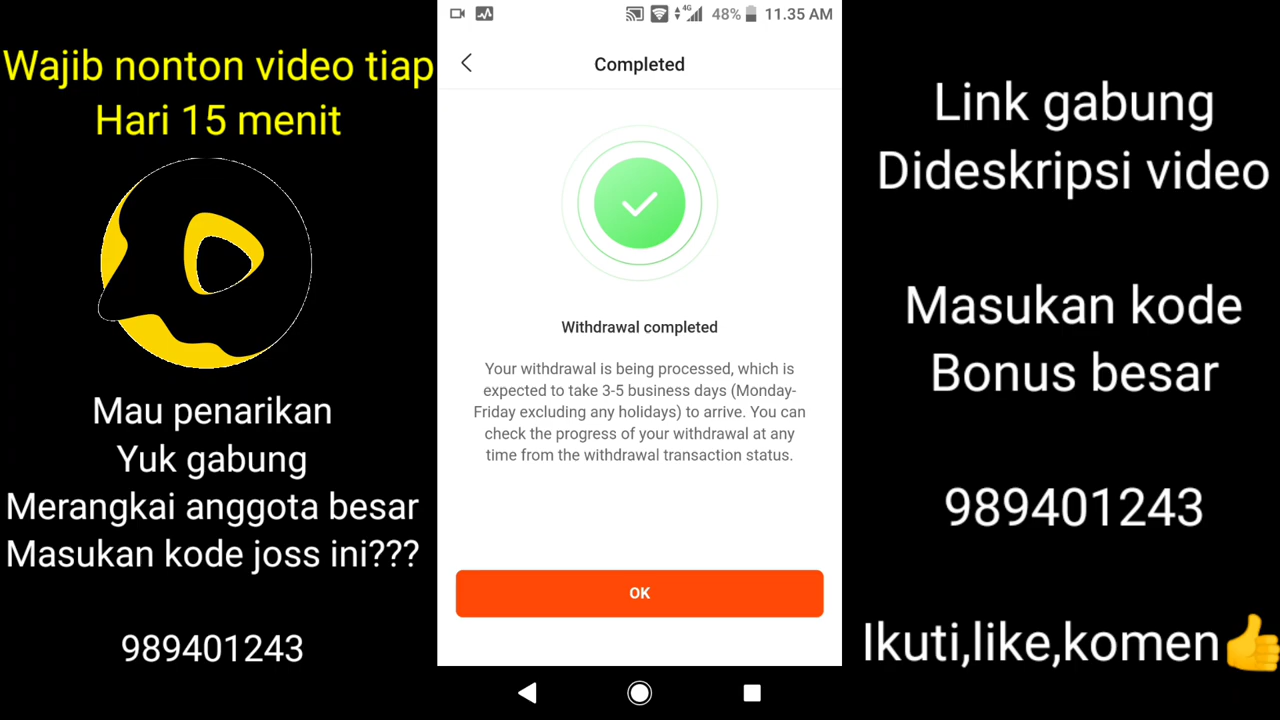 Wajib nonton video tiap
Hari 15 menit
Mau penarikan
Yuk gabung
Merangkai anggota besar
Masukan kode joss ini???
989401243
4G 48% 11.35 AM
Completed
Withdrawal completed
Your withdrawal is being processed, which is
expected to take 3-5 business days (Monday-
Friday excluding any holidays) to arrive. You can
check the progress of your withdrawal at any
time from the withdrawal transaction status.
OK
Link gabung
Dideskripsi video
Masukan kode
Bonus besar
989401243
Ikuti,like,komen👍